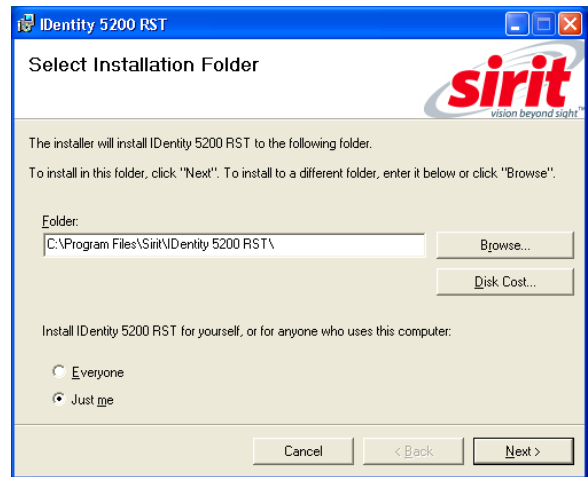 IDentity 5200 RST
Select Installation Folder
sirit
vision beyond sight™
The installer will install IDentity 5200 RST to the following folder.
To install in this folder, click "Next". To install to a different folder, enter it below or click "Browse".
Folder:
C:\Program Files\Sirit\IDentity 5200 RST\
Browse...
Disk Cost...
Install IDentity 5200 RST for yourself, or for anyone who uses this computer:
Everyone
Just me
Cancel
< Back
Next >